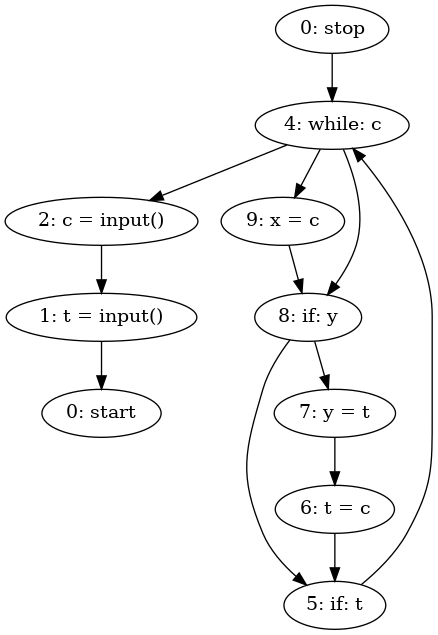 0: stop
4: while: c
2: c = input()
9: x = c
1: t = input()
8: if: y
0: start
7: y = t
6: t = c
5: if: t